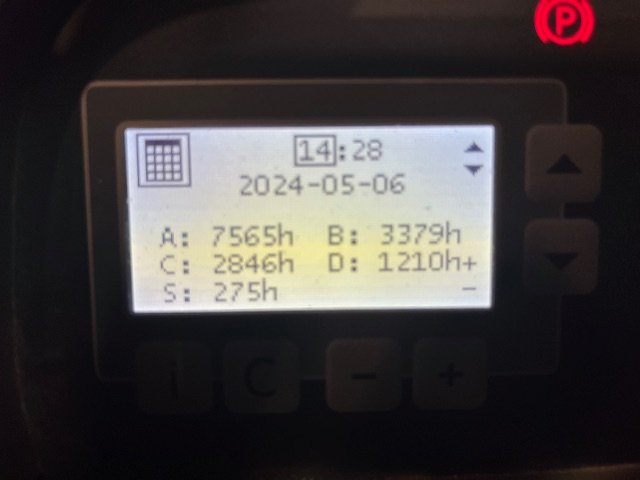 P
14:28
2024-05-06
A: 7565h B: 3379h
C: 2846h D: 1210h+
S: 275h -
i C - +